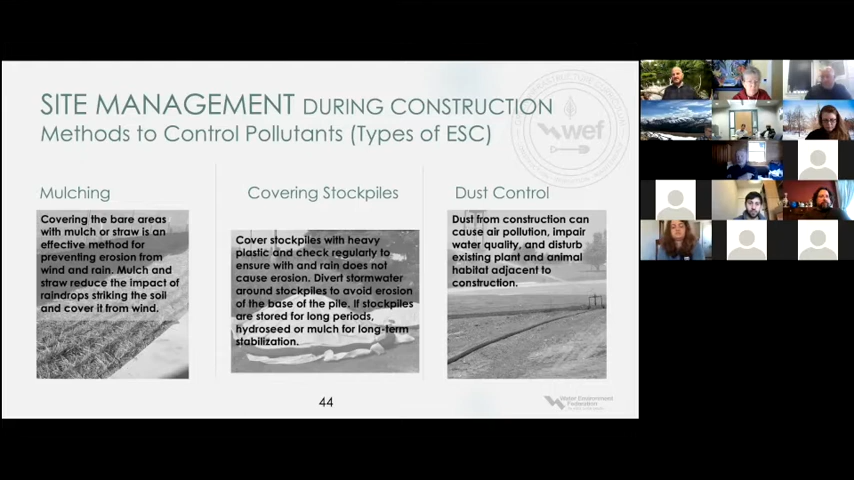 SITE MANAGEMENT DURING CONSTRUCTION
Methods to Control Pollutants (Types of ESC)
wef
Mulching
Covering the bare areas
with mulch or straw is an
effective method for
preventing erosion from
wind and rain. Mulch and
straw reduce the impact of
raindrops striking the soil
and cover it from wind.
Covering Stockpiles
Cover stockpiles with heavy
plastic and check regularly to
ensure with and rain does not
cause erosion. Divert stormwater
around stockpiles to avoid erosion
of the base of the pile. If stockpiles
are stored for long periods,
hydroseed or mulch for long-term
stabilization.
Dust Control
Dust from construction can
cause air pollution, impair
water quality, and disturb
existing plant and animal
habitat adjacent to
construction.
44
Water Environment
Federation